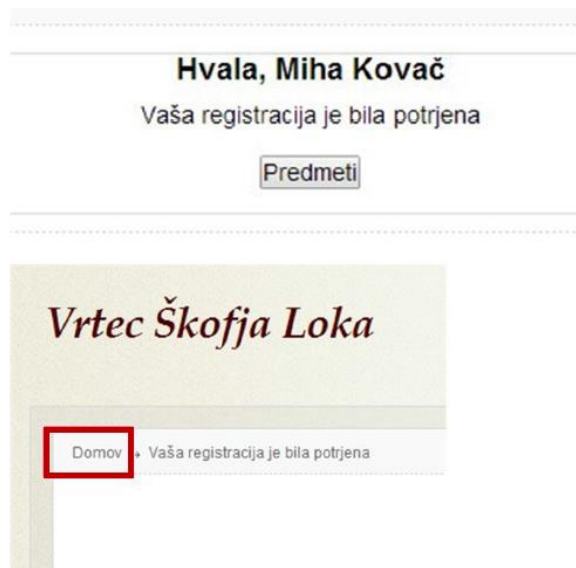 Hvala, Miha Kovač
Vaša registracija je bila potrjena
Predmeti
Vrtec Škofja Loka
Domov → Vaša registracija je bila potrjena